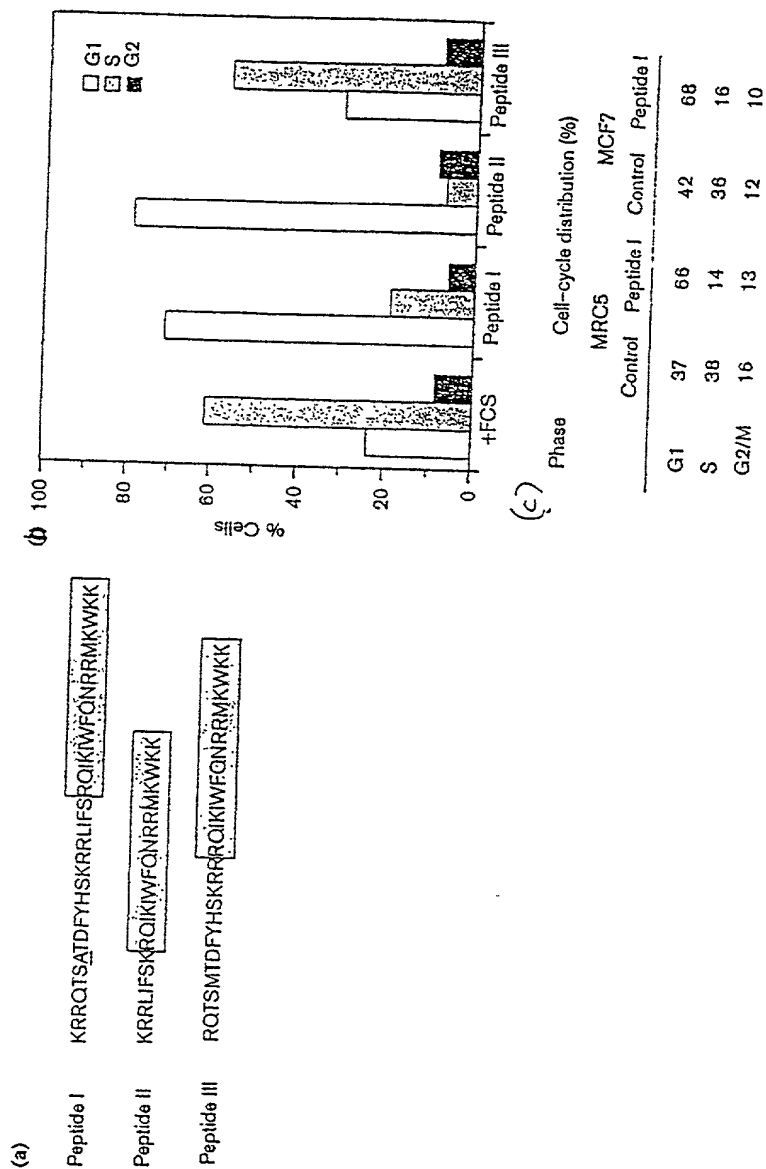 (a)
Peptide I KRRQTSATDFYHSKRRLIFSRQIKIWFQNRRMKWKK
Peptide II KRRLIFSKRQIKIWFQNRRMKWKK
Peptide III RQTSMTDFYHSKRRRQIKIWFQNRRMKWKK
(b)
100
80
60
40
20
0
% Cells
G1
S
G2
+FCS Peptide I Peptide II Peptide III
(c)
Phase Cell-cycle distribution (%)
MRC5 MCF7
Control Peptide I Control Peptide I
G1 37 66 42 68
S 38 14 36 16
G2/M 16 13 12 10